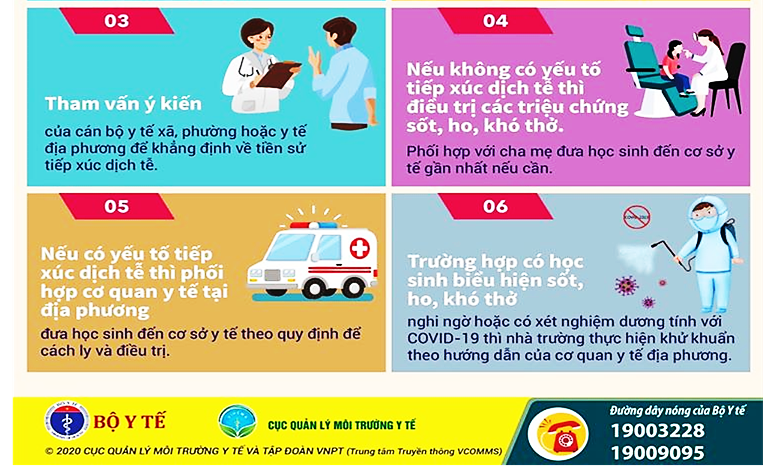 03
Tham vấn ý kiến
của cán bộ y tế xã, phường hoặc y tế
địa phương để khẳng định về tiền sử
tiếp xúc dịch tễ.
04
Nếu không có yếu tố
tiếp xúc dịch tễ thì
điều trị các triệu chứng
sốt, ho, khó thở.
Phối hợp với cha mẹ đưa học sinh đến cơ sở y
tế gần nhất nếu cần.
05
Nếu có yếu tố tiếp
xúc dịch tễ thì phối
hợp cơ quan y tế tại
địa phương
đưa học sinh đến cơ sở y tế theo quy định để
cách ly và điều trị.
06
Trường hợp có học
sinh biểu hiện sốt,
ho, khó thở
nghi ngờ hoặc có xét nghiệm dương tính với
COVID-19 thì nhà trường thực hiện khử khuẩn
theo hướng dẫn của cơ quan y tế địa phương.
BỘ Y TẾ
CỤC QUẢN LÝ MÔI TRƯỜNG Y TẾ
© 2020 CỤC QUẢN LÝ MÔI TRƯỜNG Y TẾ VÀ TẬP ĐOÀN VNPT (Trung tâm Truyền thông VCOMMS)
Đường dây nóng của Bộ Y tế
19003228
19009095